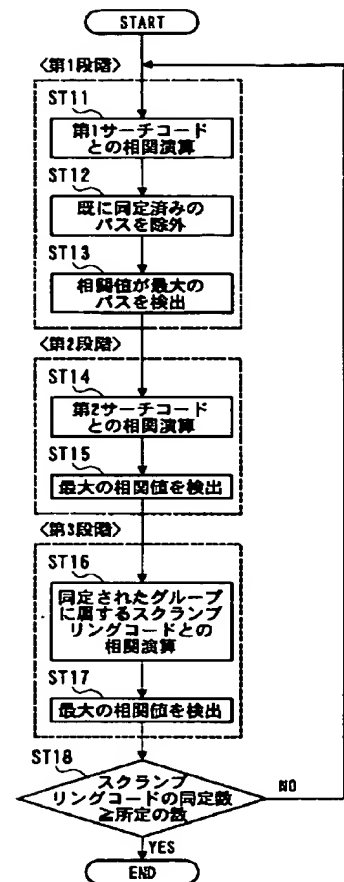 START
〈第1段階〉
ST11
第1サーチコード
との相関演算
ST12
既に同定済みの
パスを除外
ST13
相関値が最大の
パスを検出
〈第2段階〉
ST14
第2サーチコード
との相関演算
ST15
最大の相関値を検出
〈第3段階〉
ST16
同定されたグループ
に属するスクランブ
リングコードとの
相関演算
ST17
最大の相関値を検出
ST18
スクランブ
リングコードの同定数
≧所定の数
NO
YES
END